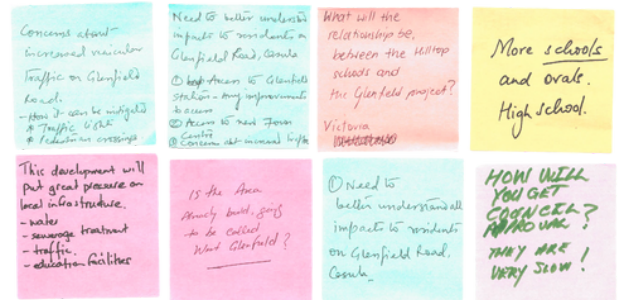 Concerns about
increased vehicular
Traffic on Glenfield
Road.
- How it can be mitigated
* Traffic lights
* Pedestrian crossings
Need to better understand
impacts to residents on
Glenfield Road, Casula
① Access to Glenfield
station - any improvements
to access
② Access to new Town
Centre
③ Concerns abt increased traffic
What will the
relationship be,
between the Hilltop
schools and
the Glenfield project?
Victoria
More schools
and ovals.
High school.
This development will
put great pressure on
local infrastructure.
- water
- sewerage treatment
- traffic.
- education facilities
Is the Area
Already build, going
to be called
West Glenfield?
① Need to
better understand all
impacts to residents
on Glenfield Road,
Casula
HOW WILL
YOU GET
COUNCIL?
APPROVAL!
THEY ARE
VERY SLOW!